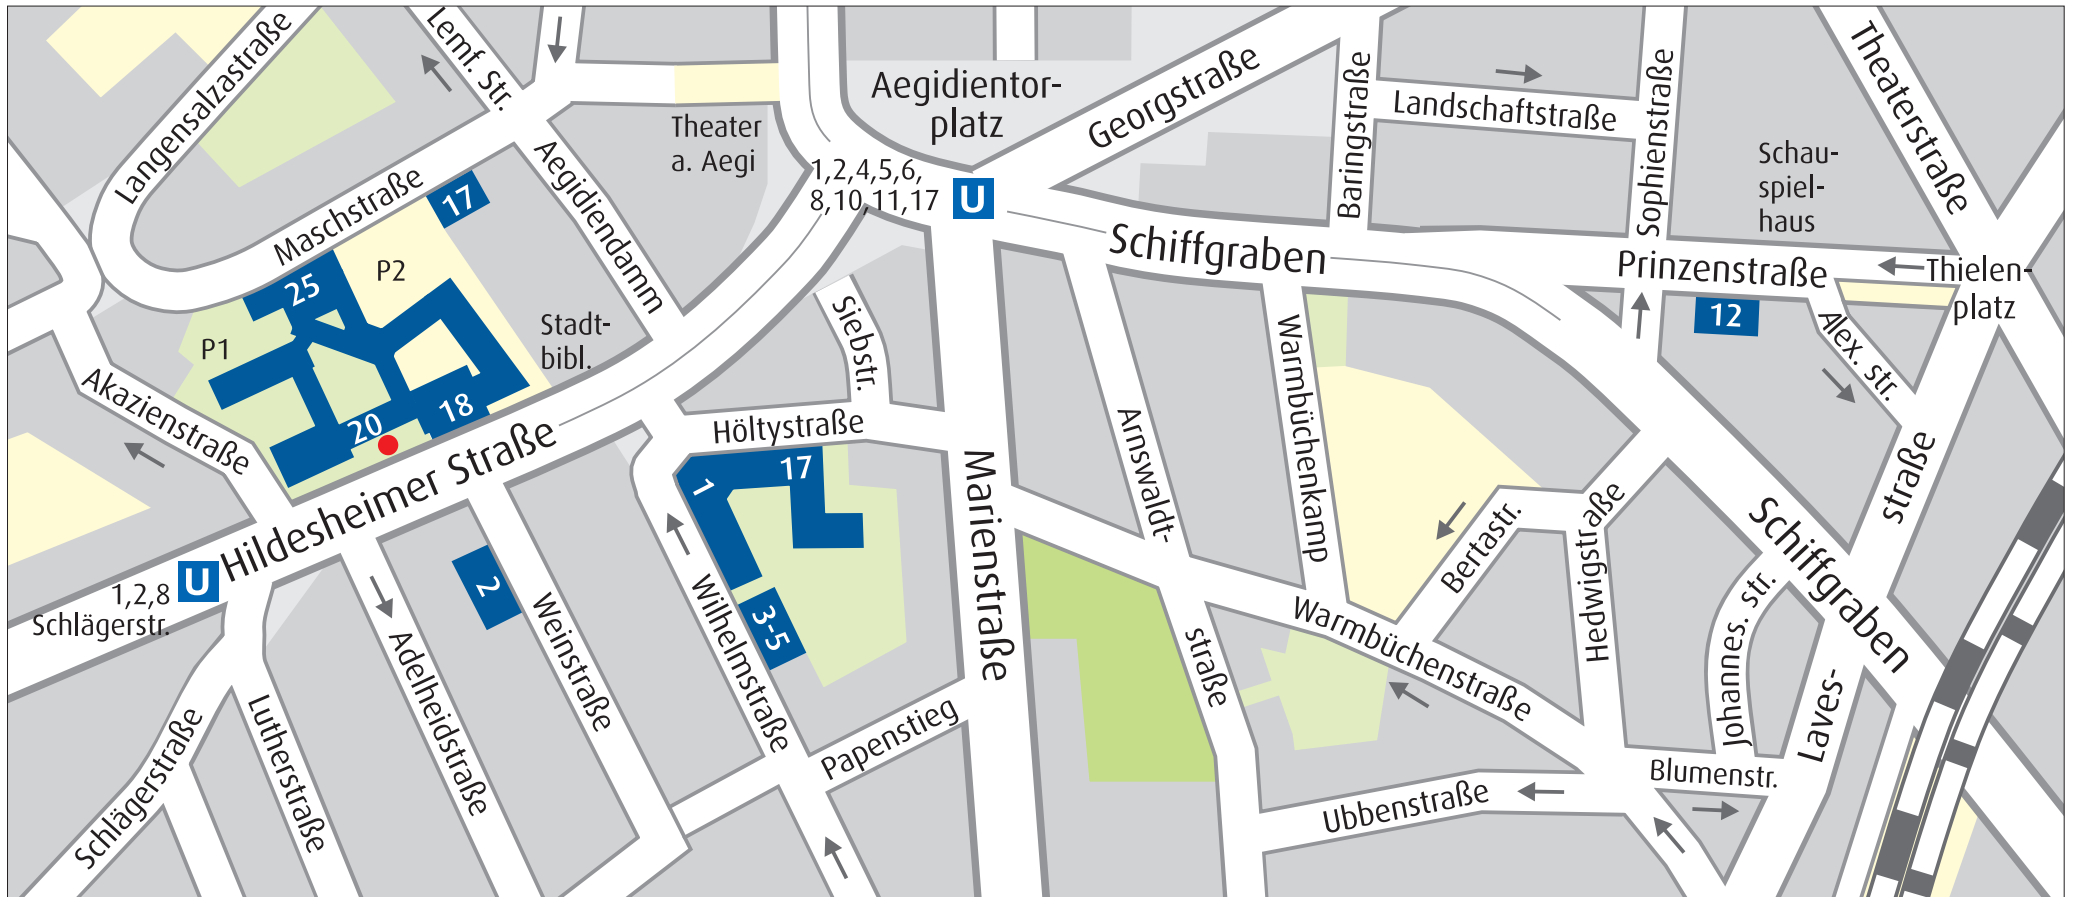 Langensalzastraße
Lemf. Str.
Aegidientor-
platz
Georgstraße
Baringstraße
Landschaftstraße
Sophienstraße
Theaterstraße
Theater
a. Aegi
Aegidiendamm
1,2,4,5,6,
8,10,11,17
U
Schau-
spiel-
haus
Maschstraße
17
Schiffgraben
Prinzenstraße
Thielen-
platz
25
P2
P1
Stadt-
bibl.
Siebstr.
Warmbüchenkamp
12
Alex. str.
Akazienstraße
20
18
Höltystraße
Arnswaldt-
straße
Hildesheimer Straße
1
17
Marienstraße
Laves-
straße
Schiffgraben
Bertastr.
Hedwigstraße
U
1,2,8
Schlägerstr.
2
Weinstraße
Wilhelmstraße
3-5
Warmbüchenstraße
Johannes. str.
Adelheidstraße
Schlägerstraße
Lutherstraße
Papenstieg
Ubbenstraße
Blumenstr.